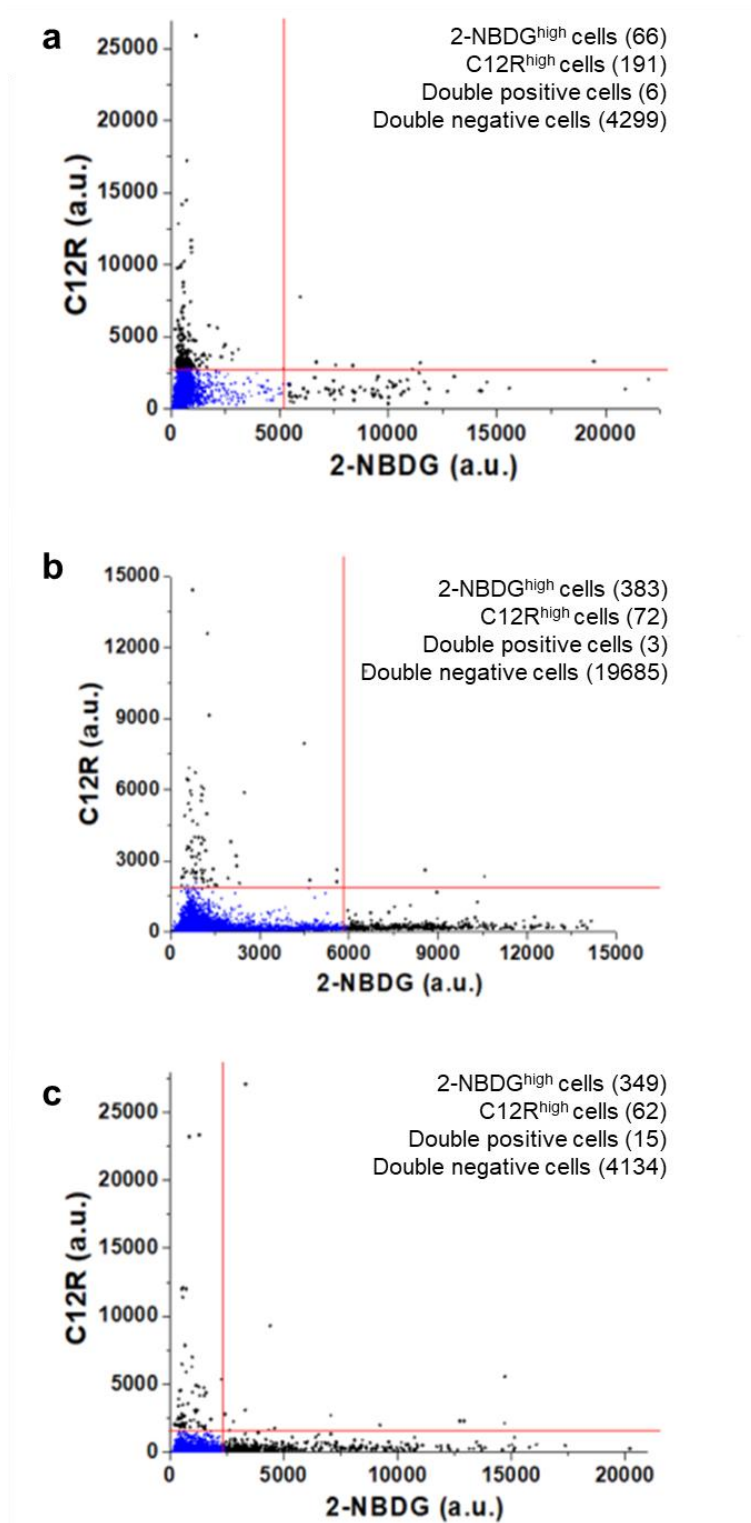 a
2-NBDGhigh cells (66)
C12Rhigh cells (191)
Double positive cells (6)
Double negative cells (4299)
25000
20000
15000
10000
5000
0
C12R (a.u.)
0 5000 10000 15000 20000
2-NBDG (a.u.)
b
2-NBDGhigh cells (383)
C12Rhigh cells (72)
Double positive cells (3)
Double negative cells (19685)
15000
12000
9000
6000
3000
0
C12R (a.u.)
0 3000 6000 9000 12000 15000
2-NBDG (a.u.)
c
2-NBDGhigh cells (349)
C12Rhigh cells (62)
Double positive cells (15)
Double negative cells (4134)
25000
20000
15000
10000
5000
0
C12R (a.u.)
0 5000 10000 15000 20000
2-NBDG (a.u.)